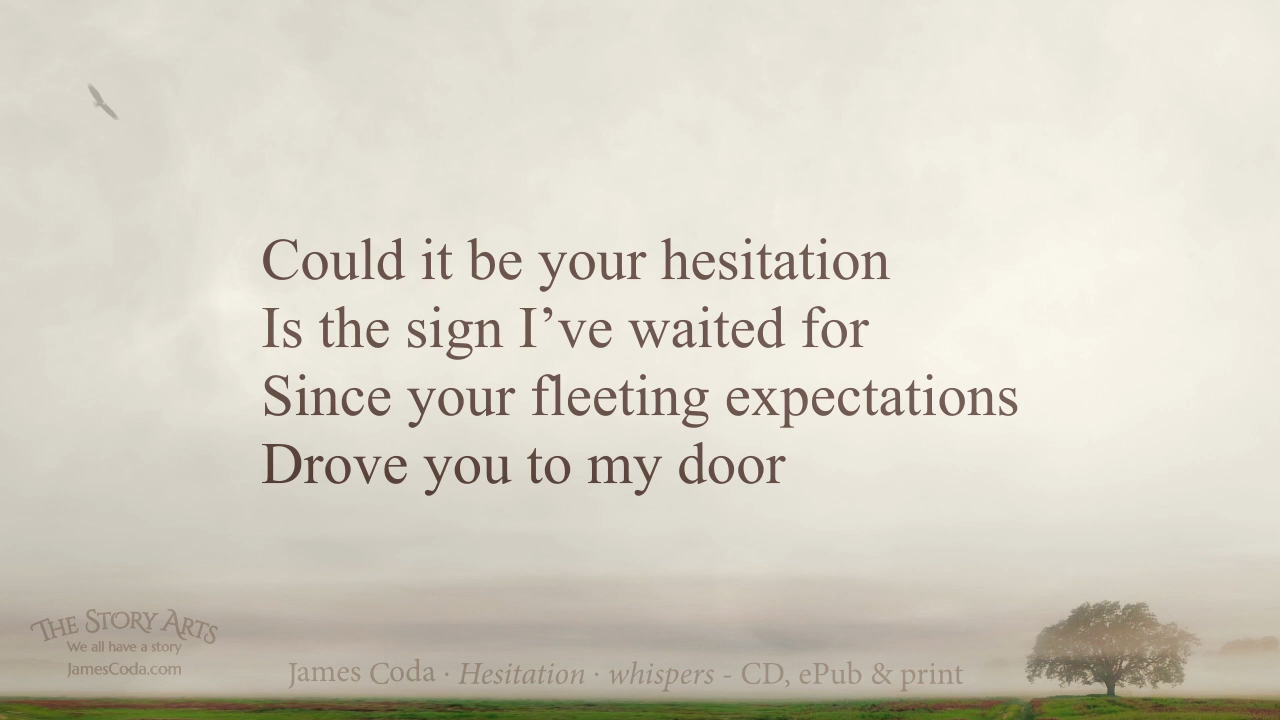 Could it be your hesitation
Is the sign I’ve waited for
Since your fleeting expectations
Drove you to my door
The Story Arts
We all have a story
JamesCoda.com
James Coda · Hesitation · whispers - CD, ePub & print